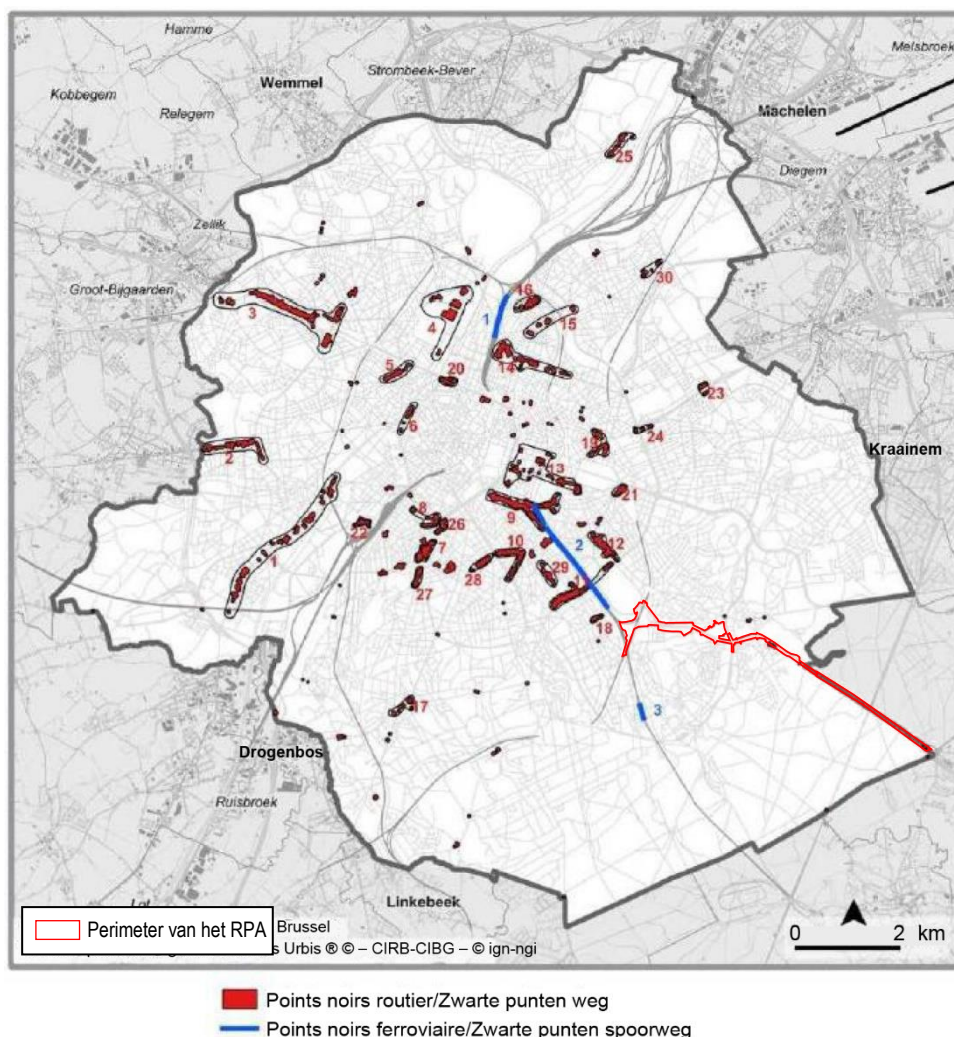 Hamme
Melsbroek
Strombeek-Bever
Wemmel
Kobbegem
Machelen
Relegem
25
Diegem
Zellik
30
Groot-Bijgaarden
16
3
4
1
15
14
5
20
23
6
24
19
2
Kraainem
13
21
9
8
26
22
2
12
7
10
1
28
29
27
18
17
3
Drogenbos
Ruisbroek
Linkebeek
Lot
Perimeter van het RPA
Brussel
s Urbis ® © – CIRB-CIBG – © ign-ngi
0 2 km
Points noirs routier/Zwarte punten weg
Points noirs ferroviaire/Zwarte punten spoorweg